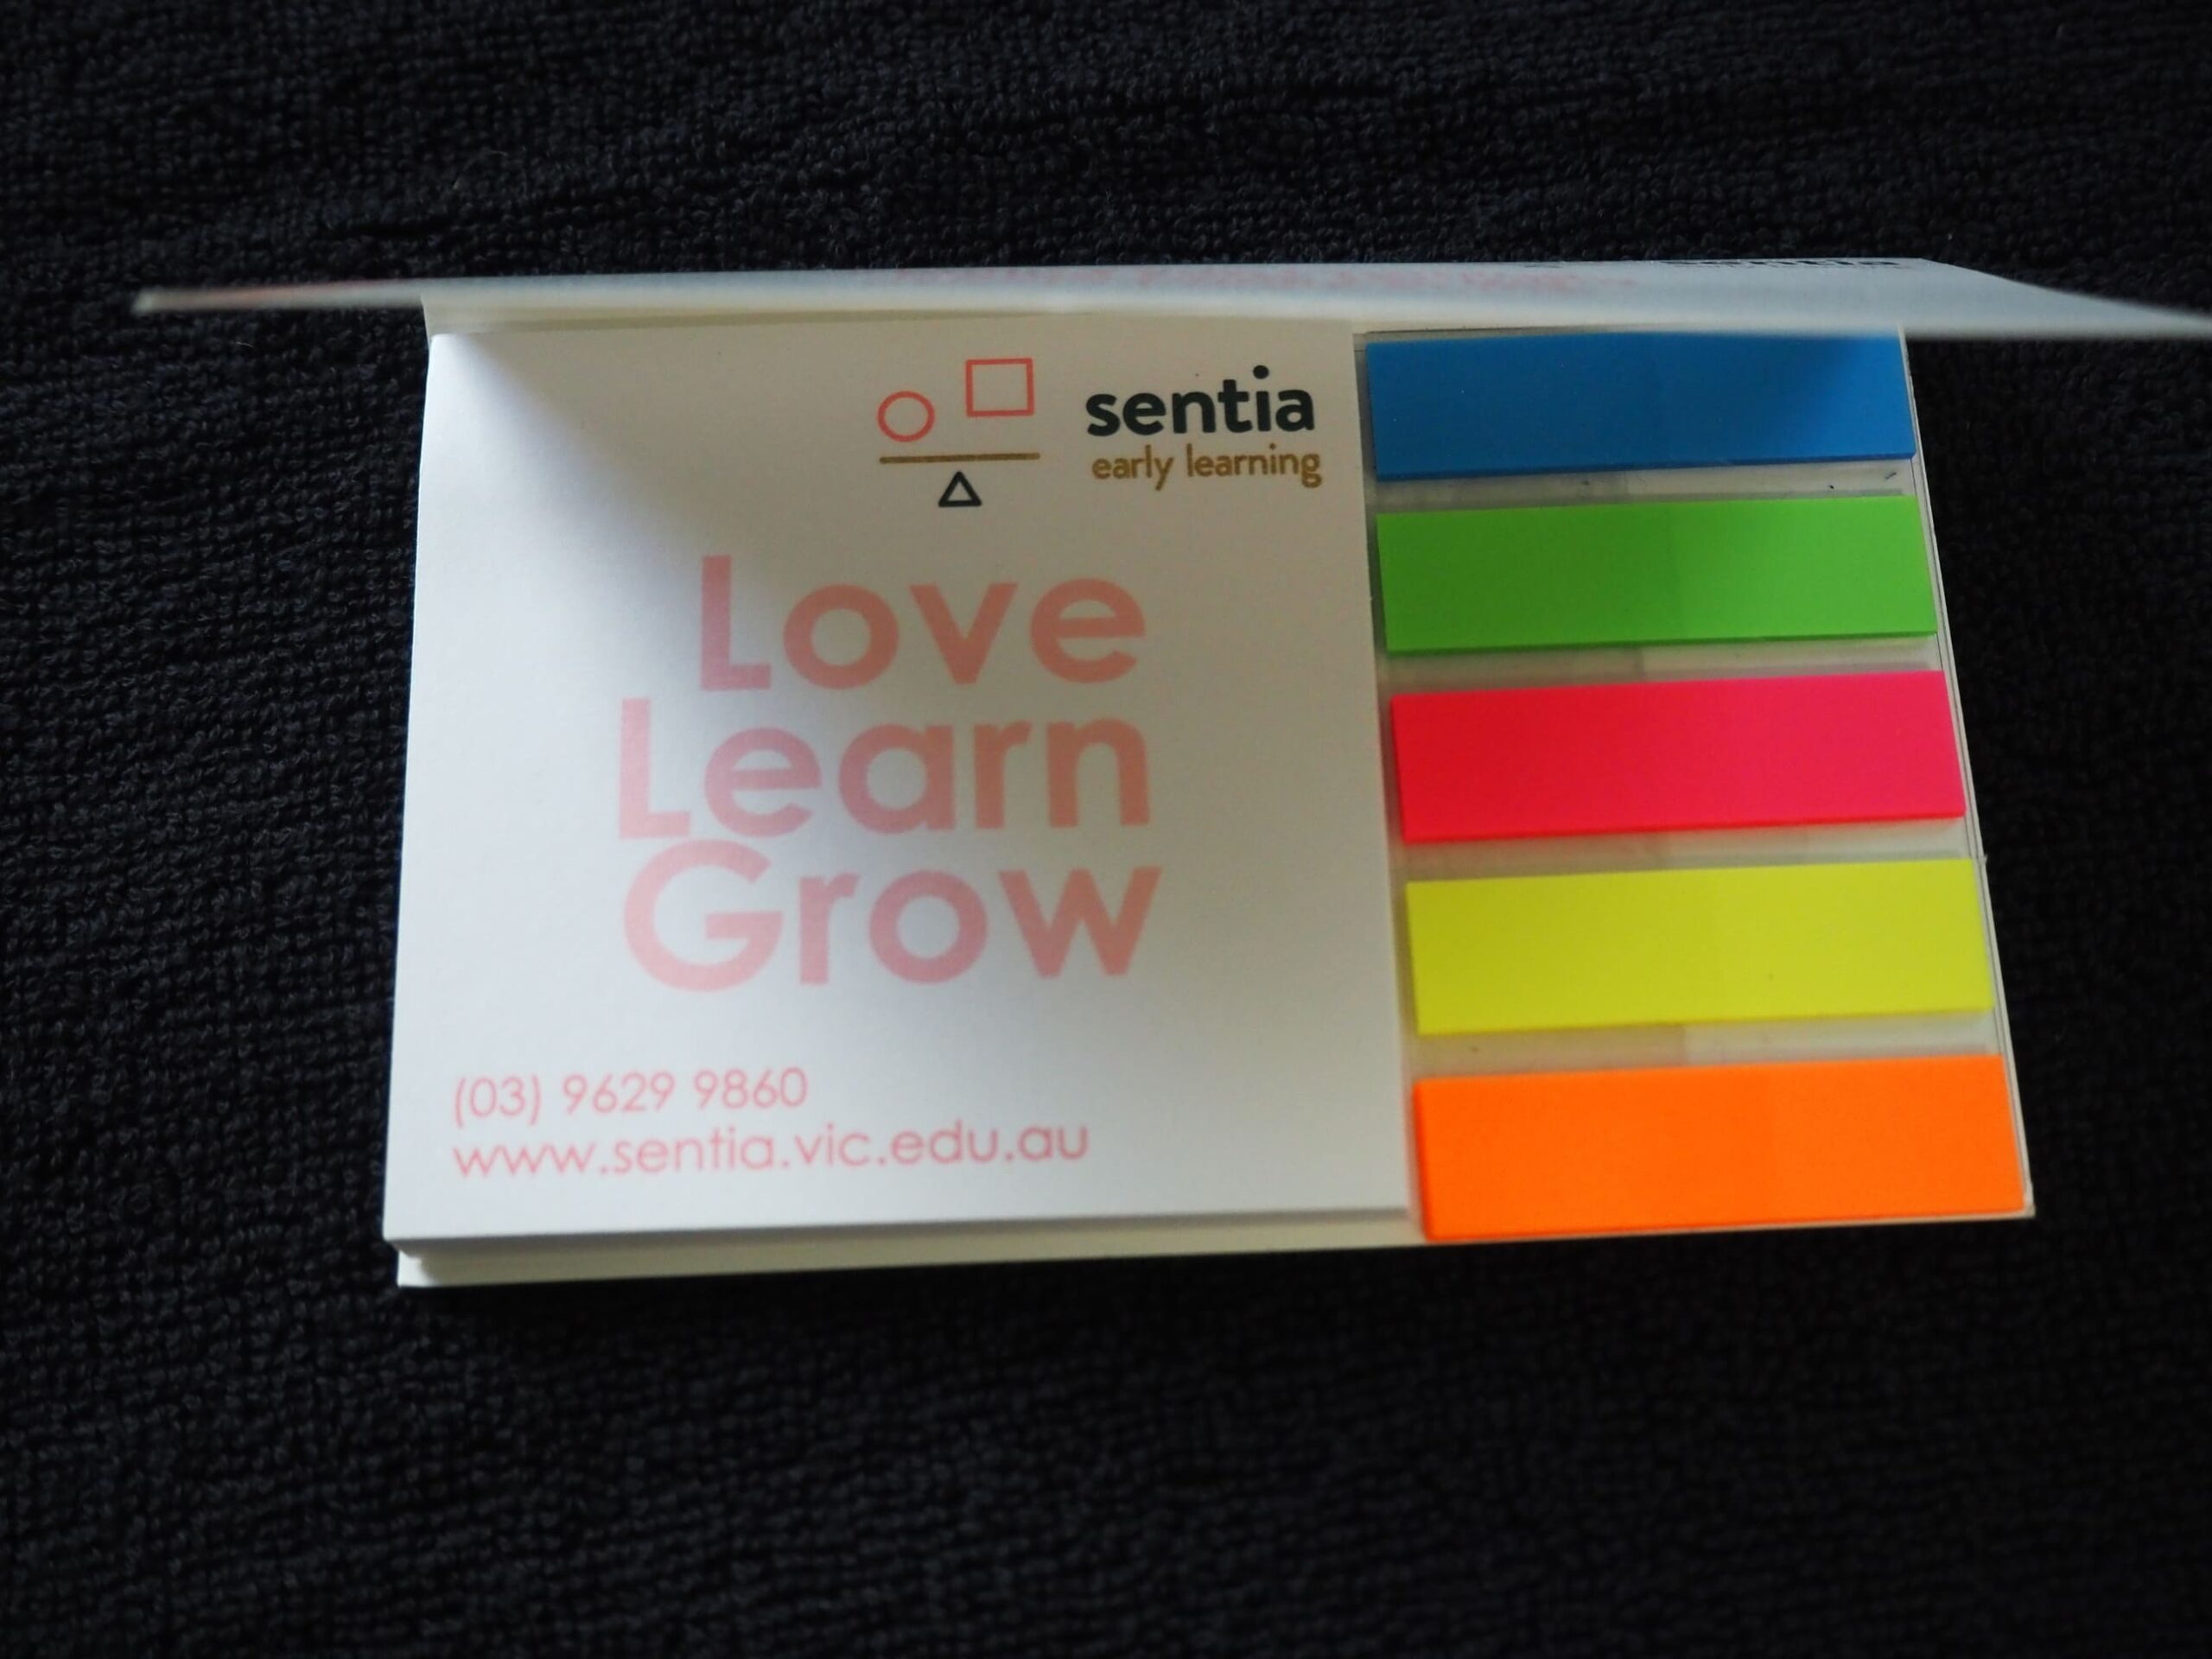 sentia
early learning
Love
Learn
Grow
(03) 9629 9860
www.sentia.vic.edu.au